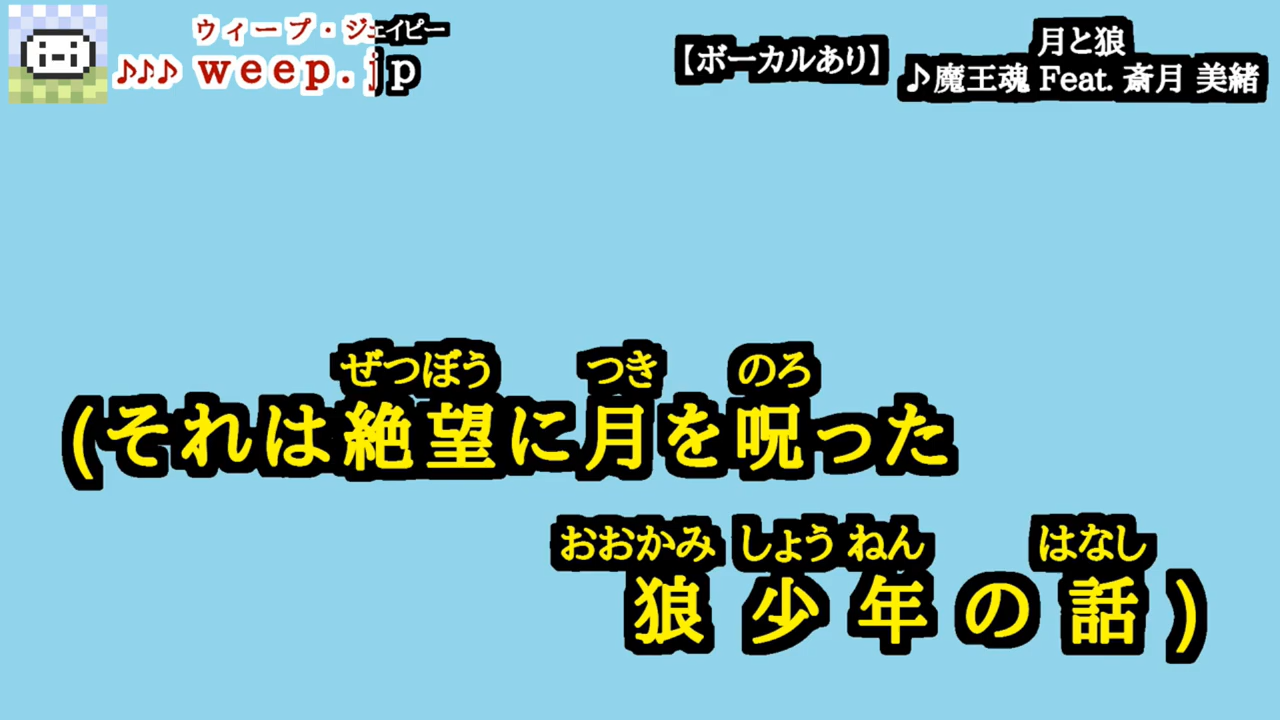 ウィープ・ジェイピー
♪♪♪ weep.jp
【ボーカルあり】
月と狼
♪魔王魂 Feat. 斎月 美緒
ぜつぼう つき のろ
(それは絶望に月を呪った
おおかみ しょう ねん はなし
狼少年の話)